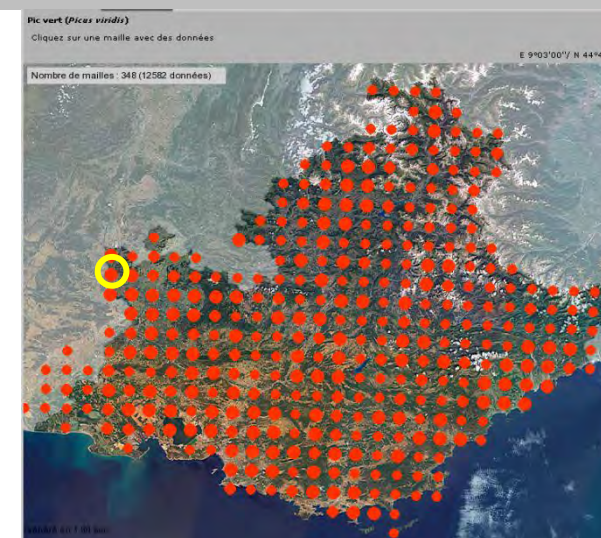 Pic vert (Picus viridis)
Cliquez sur une maille avec des données
E 9°03'00"/ N 44°4
Nombre de mailles : 348 (12582 données)